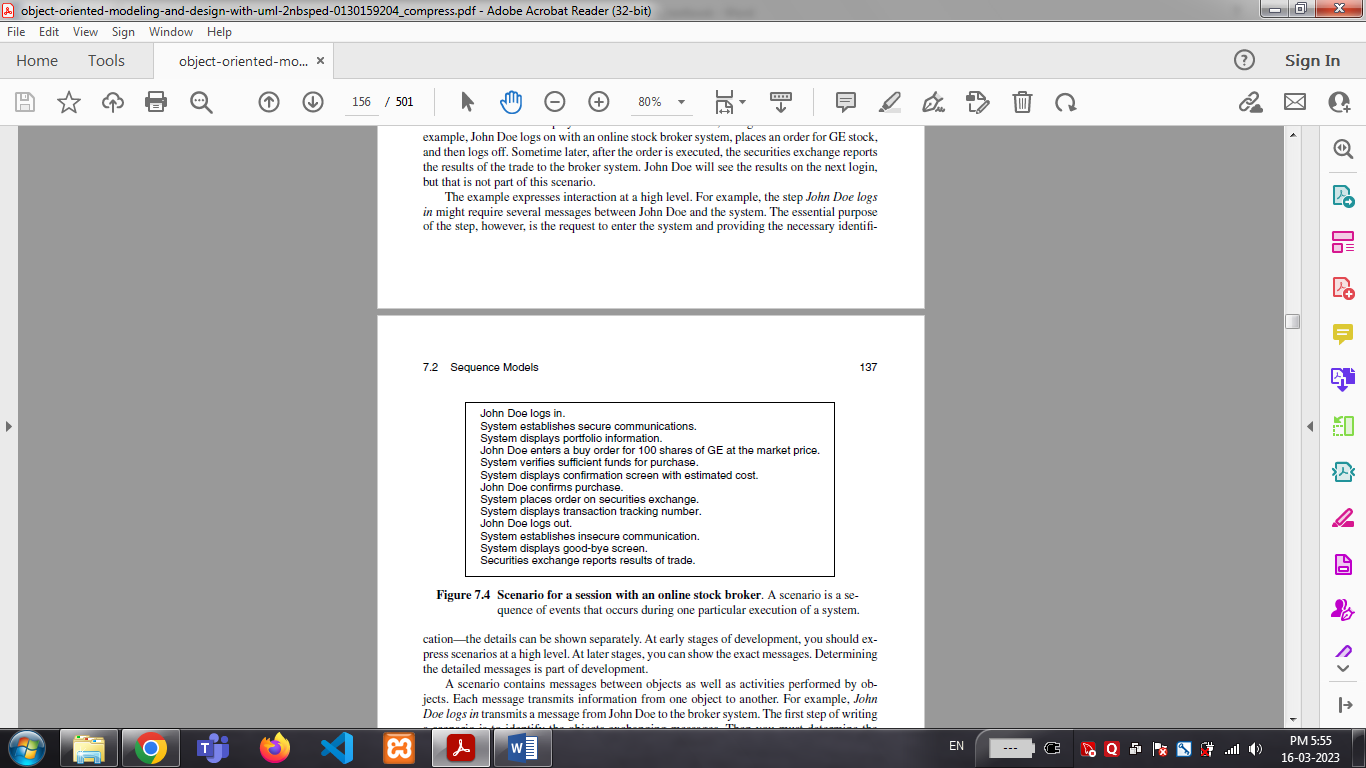 object-oriented-modeling-and-design-with-uml-2nbsped-0130159204_compress.pdf - Adobe Acrobat Reader (32-bit)
File Edit View Sign Window Help
Home Tools object-oriented-mo... × ? Sign In
156 / 501 80%
example, John Doe logs on with an online stock broker system, places an order for GE stock,
and then logs off. Sometime later, after the order is executed, the securities exchange reports
the results of the trade to the broker system. John Doe will see the results on the next login,
but that is not part of this scenario.
The example expresses interaction at a high level. For example, the step John Doe logs
in might require several messages between John Doe and the system. The essential purpose
of the step, however, is the request to enter the system and providing the necessary identifi-
7.2 Sequence Models 137
John Doe logs in.
System establishes secure communications.
System displays portfolio information.
John Doe enters a buy order for 100 shares of GE at the market price.
System verifies sufficient funds for purchase.
System displays confirmation screen with estimated cost.
John Doe confirms purchase.
System places order on securities exchange.
System displays transaction tracking number.
John Doe logs out.
System establishes insecure communication.
System displays good-bye screen.
Securities exchange reports results of trade.
Figure 7.4 Scenario for a session with an online stock broker. A scenario is a se-
quence of events that occurs during one particular execution of a system.
cation—the details can be shown separately. At early stages of development, you should ex-
press scenarios at a high level. At later stages, you can show the exact messages. Determining
the detailed messages is part of development.
A scenario contains messages between objects as well as activities performed by ob-
jects. Each message transmits information from one object to another. For example, John
Doe logs in transmits a message from John Doe to the broker system. The first step of writing
EN PM 5:55
16-03-2023